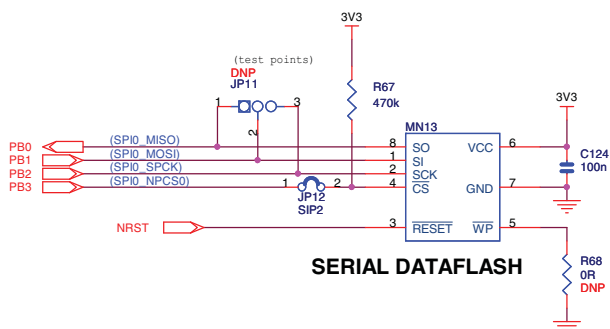 3V3
(test points)
DNP
JP11
1
3
2
R67
470k
3V3
MN13
PB0
(SPI0_MISO)
8
SO
VCC
6
PB1
(SPI0_MOSI)
1
SI
C124
100n
PB2
(SPI0_SPCK)
2
SCK
PB3
(SPI0_NPCS0)
1
2
4
CS
GND
7
JP12
SIP2
NRST
3
RESET
WP
5
SERIAL DATAFLASH
R68
0R
DNP